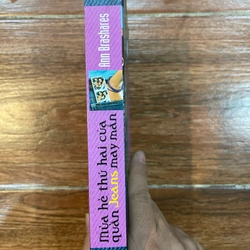 Ann Brashares
Mùa hè thứ hai của
quần Jeans may mắn